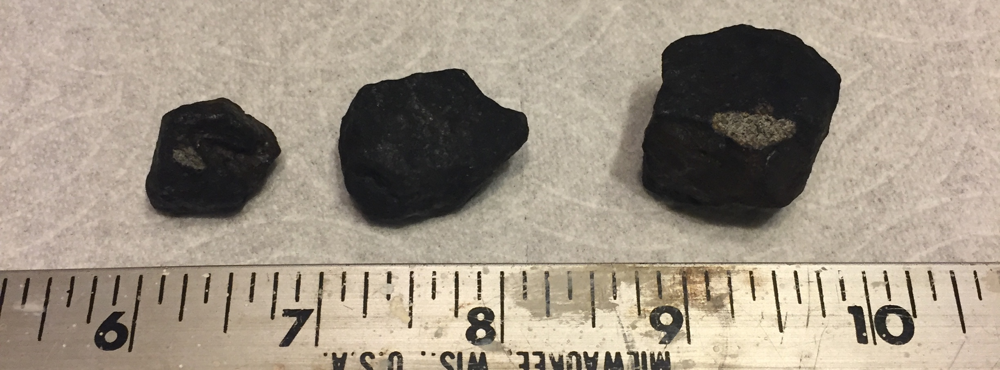 6 7 8 9 10
MILWAUKEE, WIS., U.S.A.